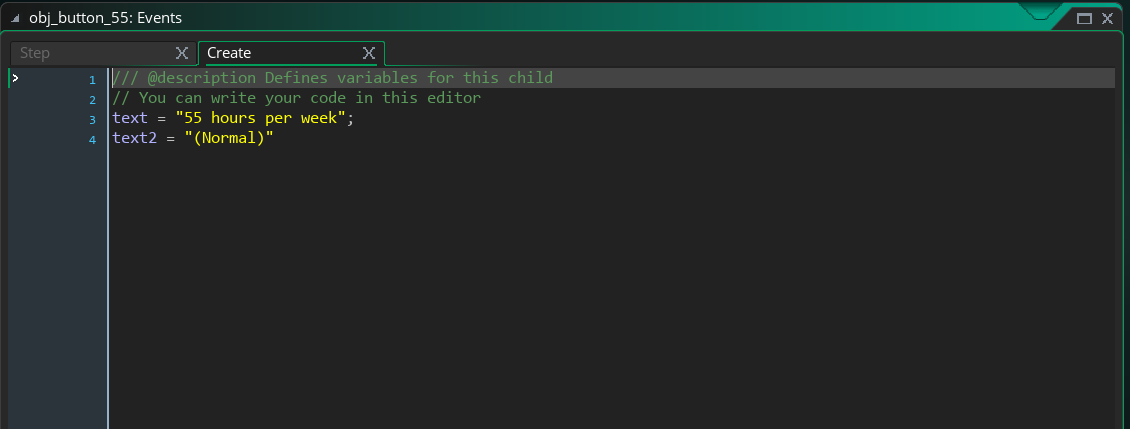 obj_button_55: Events
Step X Create X
> 1 /// @description Defines variables for this child
2 // You can write your code in this editor
3 text = "55 hours per week";
4 text2 = "(Normal)"